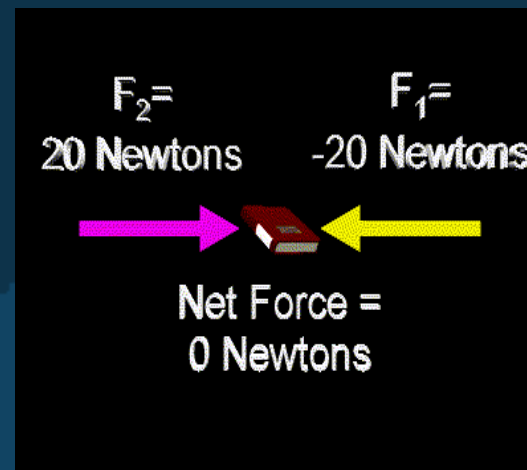 F₂=
20 Newtons
F₁=
-20 Newtons
Net Force =
0 Newtons